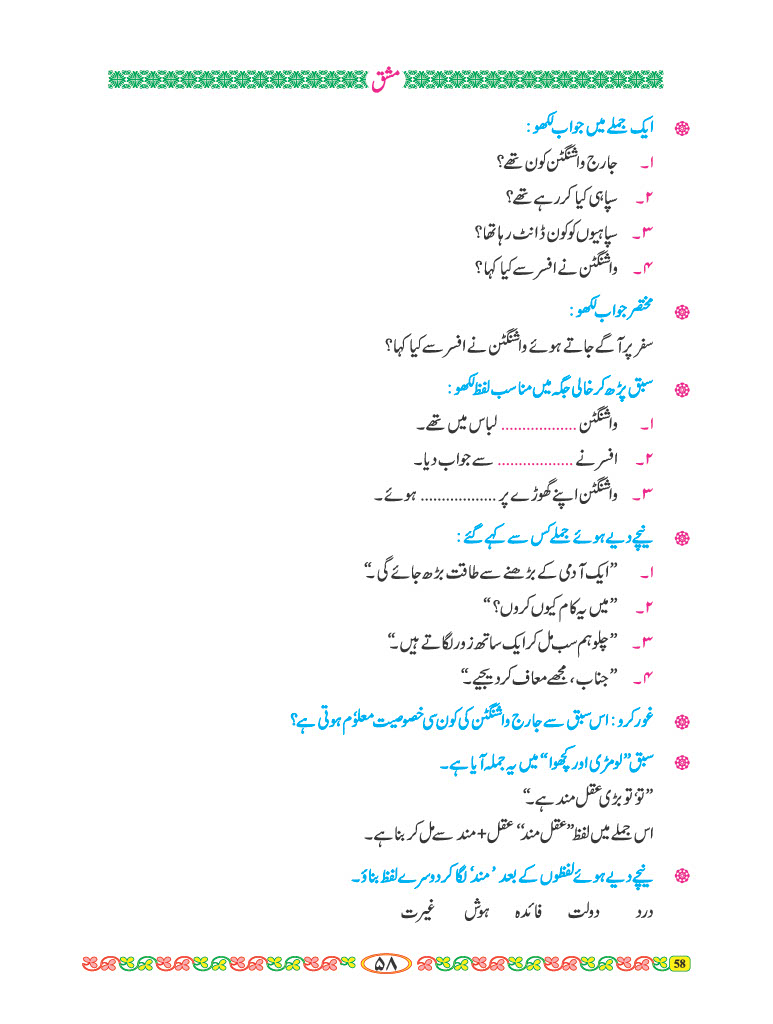 مشق
ایک جملے میں جواب لکھو :
۱۔ جارج واشنگٹن کون تھے؟
۲۔ سپاہی کیا کر رہے تھے؟
۳۔ سپاہیوں کو کون ڈانٹ رہا تھا؟
۴۔ واشنگٹن نے افسر سے کیا کہا؟
مختصر جواب لکھو :
سفر پر آگے جاتے ہوئے واشنگٹن نے افسر سے کیا کہا؟
سبق پڑھ کر خالی جگہ میں مناسب لفظ لکھو :
۱۔ واشنگٹن .................. لباس میں تھے۔
۲۔ افسر نے .................. سے جواب دیا۔
۳۔ واشنگٹن اپنے گھوڑے پر .................. ہوئے۔
نیچے دیے ہوئے جملے کس سے کہے گئے :
۱۔ ”ایک آدمی کے بڑھنے سے طاقت بڑھ جائے گی۔“
۲۔ ”میں یہ کام کیوں کروں؟“
۳۔ ”چلو ہم سب مل کر ایک ساتھ زور لگاتے ہیں۔“
۴۔ ”جناب، مجھے معاف کر دیجیے۔“
غور کرو : اس سبق سے جارج واشنگٹن کی کون سی خصوصیت معلوٗم ہوتی ہے؟
سبق ”لومڑی اور کچھوا“ میں یہ جملہ آیا ہے۔
”توٗ تو بڑی عقل مند ہے۔“
اس جملے میں لفظ ”عقل مند“ عقل + مند سے مل کر بنا ہے۔
نیچے دیے ہوئے لفظوں کے بعد ’مند‘ لگا کر دوسرے لفظ بناؤ۔
درد دولت فائدہ ہوش غیرت
۵۸ 58